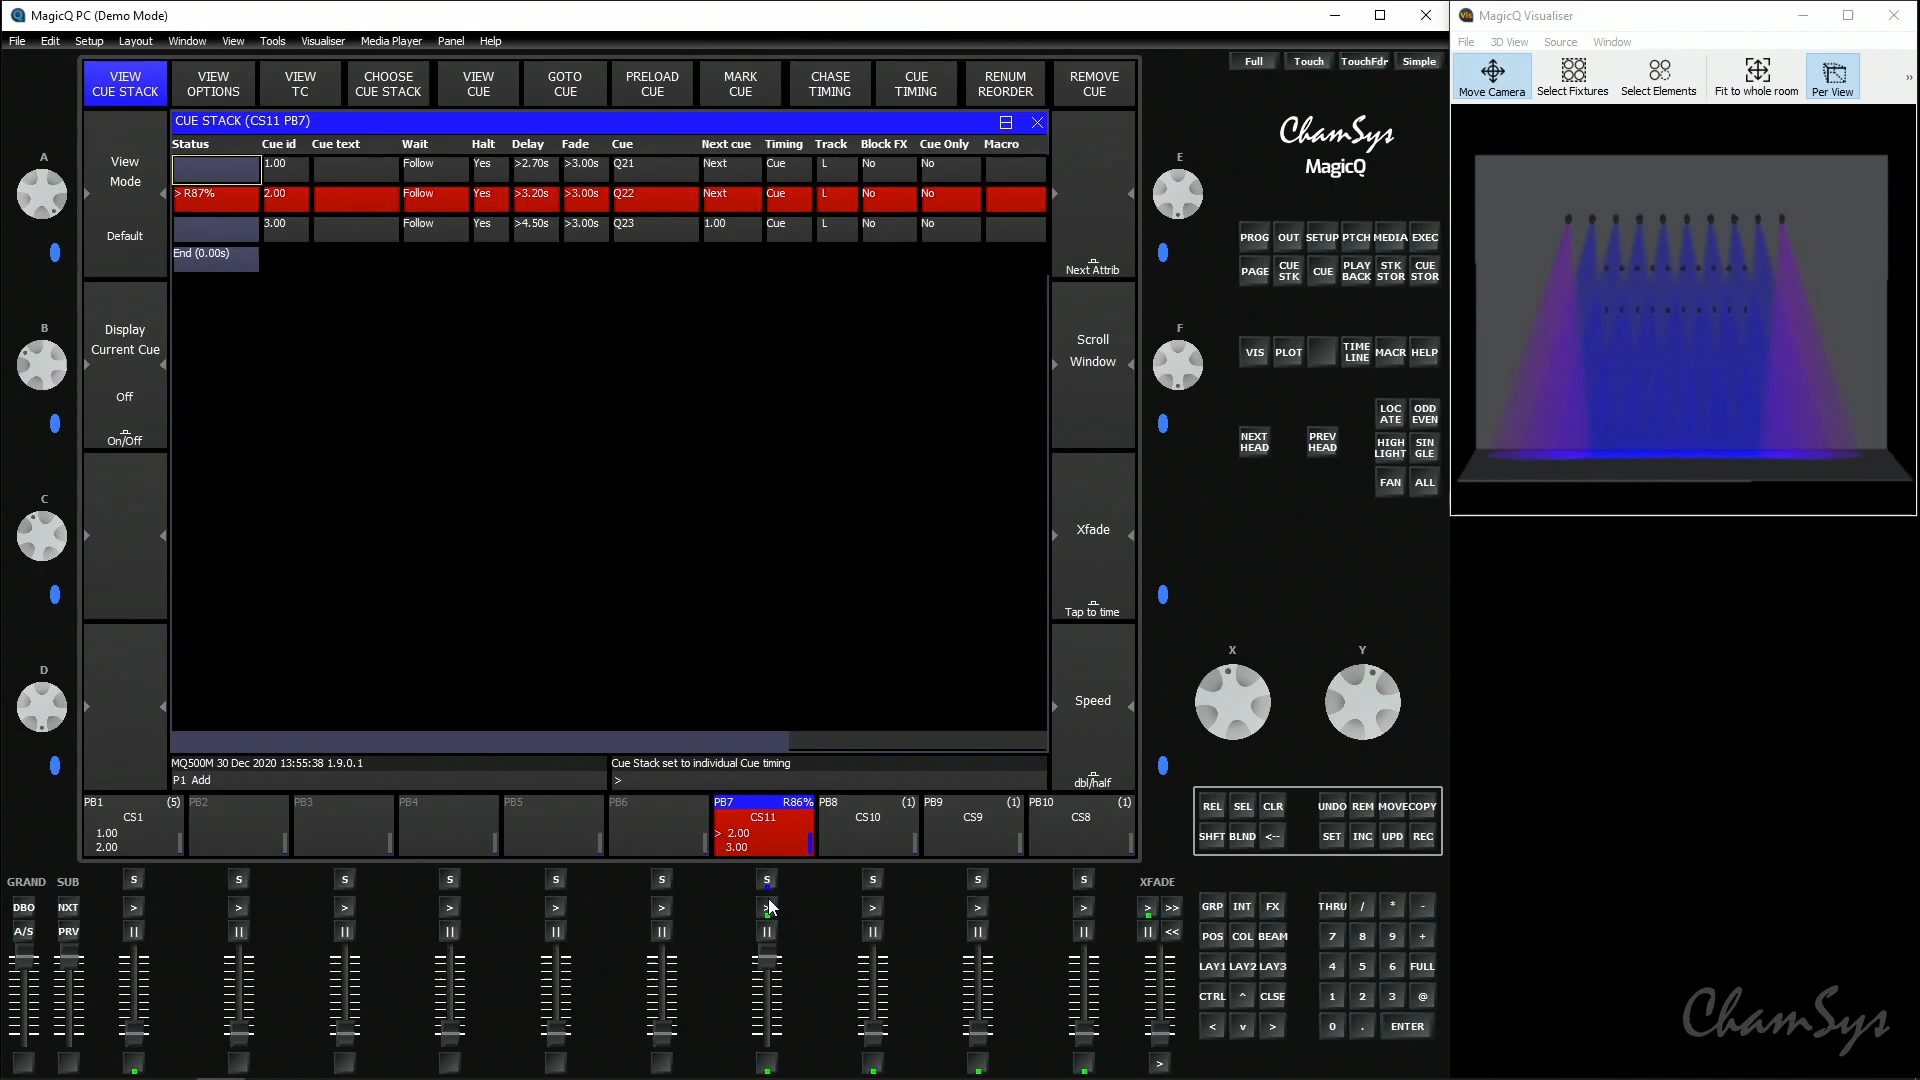 MagicQ PC (Demo Mode)
File Edit Setup Layout Window View Tools Visualiser Media Player Panel Help
VIEW CUE STACK
VIEW OPTIONS
VIEW TC
CHOOSE CUE STACK
VIEW CUE
GOTO CUE
PRELOAD CUE
MARK CUE
CHASE TIMING
CUE TIMING
RENUM REORDER
REMOVE CUE
CUE STACK (CS11 PB7)
Status Cue id Cue text Wait Halt Delay Fade Cue Next cue Timing Track Block FX Cue Only Macro
1.00 Follow Yes >2.70s >3.00s Q21 Next Cue L No No
> R87% 2.00 Follow Yes >3.20s >3.00s Q22 Next Cue L No No
3.00 Follow Yes >4.50s >3.00s Q23 1.00 Cue L No No
End (0.00s)
A
View Mode
Default
B
Display Current Cue
Off
On/Off
C
D
E
Next Attrib
F
Scroll Window
Xfade
Tap to time
Speed
dbl/half
MQ500M 30 Dec 2020 13:55:38 1.9.0.1
Cue Stack set to individual Cue timing
P1 Add
>
PB1 (5) PB2 PB3 PB4 PB5 PB6 PB7 R86% PB8 (1) PB9 (1) PB10 (1)
CS1 CS11 CS10 CS9 CS8
1.00 > 2.00
2.00 3.00
GRAND SUB S S S S S S S S S S XFADE
DBO NXT > > > > > > > > > > > >>
A/S PRV || || || || || || || || || || || <<
>
Full Touch TouchFdr Simple
ChamSys
MagicQ
PROG OUT SETUP PTCH MEDIA EXEC
PAGE CUE STK CUE PLAY BACK STK STOR CUE STOR
VIS PLOT TIME LINE MACR HELP
LOC ATE ODD EVEN
NEXT HEAD PREV HEAD HIGH LIGHT SIN GLE
FAN ALL
X Y
REL SEL CLR UNDO REM MOVE COPY
SHFT BLND <-- SET INC UPD REC
GRP INT FX THRU / * -
POS COL BEAM 7 8 9 +
LAY1 LAY2 LAY3 4 5 6 FULL
CTRL ^ CLSE 1 2 3 @
< v > 0 . ENTER
MagicQ Visualiser
File 3D View Source Window
Move Camera Select Fixtures Select Elements Fit to whole room Per View »
ChamSys